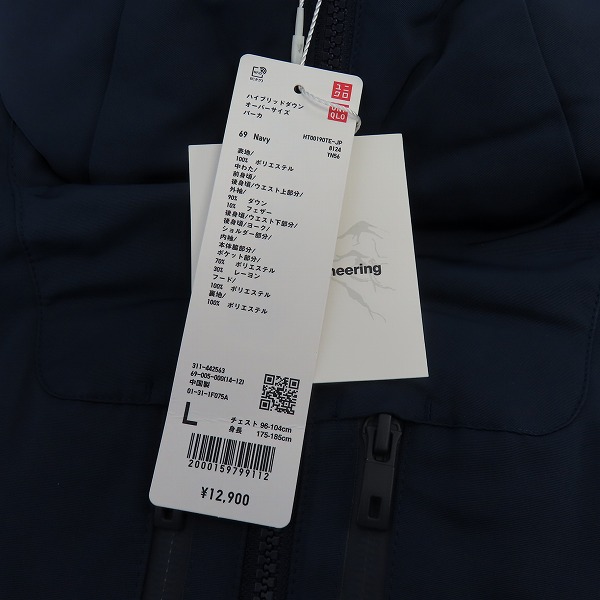 ユニ
クロ
UNI
QLO
ハイブリッドダウン
オーバーサイズ
パーカ
69 Navy
HT00190TE-JP
0124
YN56
表地/
100% ポリエステル
中わた/
前身頃/
後身頃/ウエスト上部分/
外袖/
90% ダウン
10% フェザー
後身頃/ウエスト下部分/
後身頃/ヨーク/
ショルダー部分/
内袖/
本体脇部分/
ポケット部分/
70% ポリエステル
30% レーヨン
フード/
100% ポリエステル
裏地/
100% ポリエステル
neering
311-442563
69-005-000(14-12)
中国製
01-31-1F075A
L
チェスト 96-104cm
身長 175-185cm
2000159799112
¥12,900